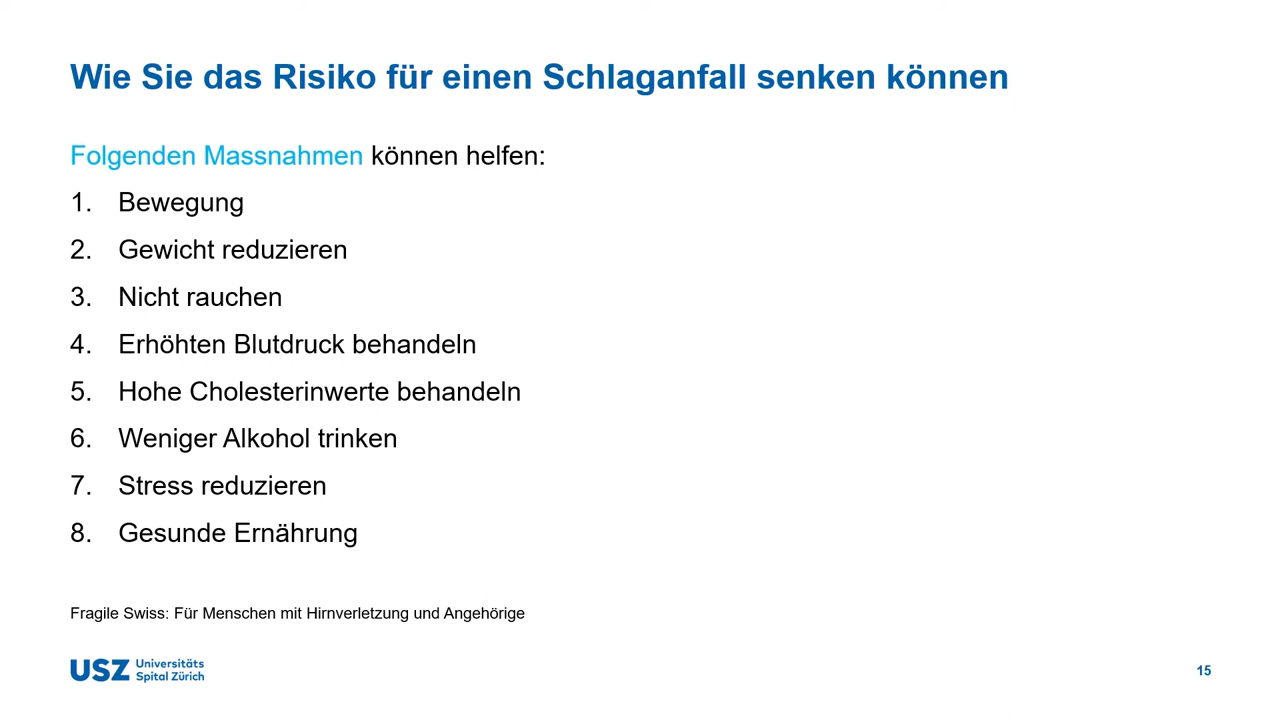 Wie Sie das Risiko für einen Schlaganfall senken können
Folgenden Massnahmen können helfen:
1. Bewegung
2. Gewicht reduzieren
3. Nicht rauchen
4. Erhöhten Blutdruck behandeln
5. Hohe Cholesterinwerte behandeln
6. Weniger Alkohol trinken
7. Stress reduzieren
8. Gesunde Ernährung
Fragile Swiss: Für Menschen mit Hirnverletzung und Angehörige
USZ Universitäts
Spital Zürich
15